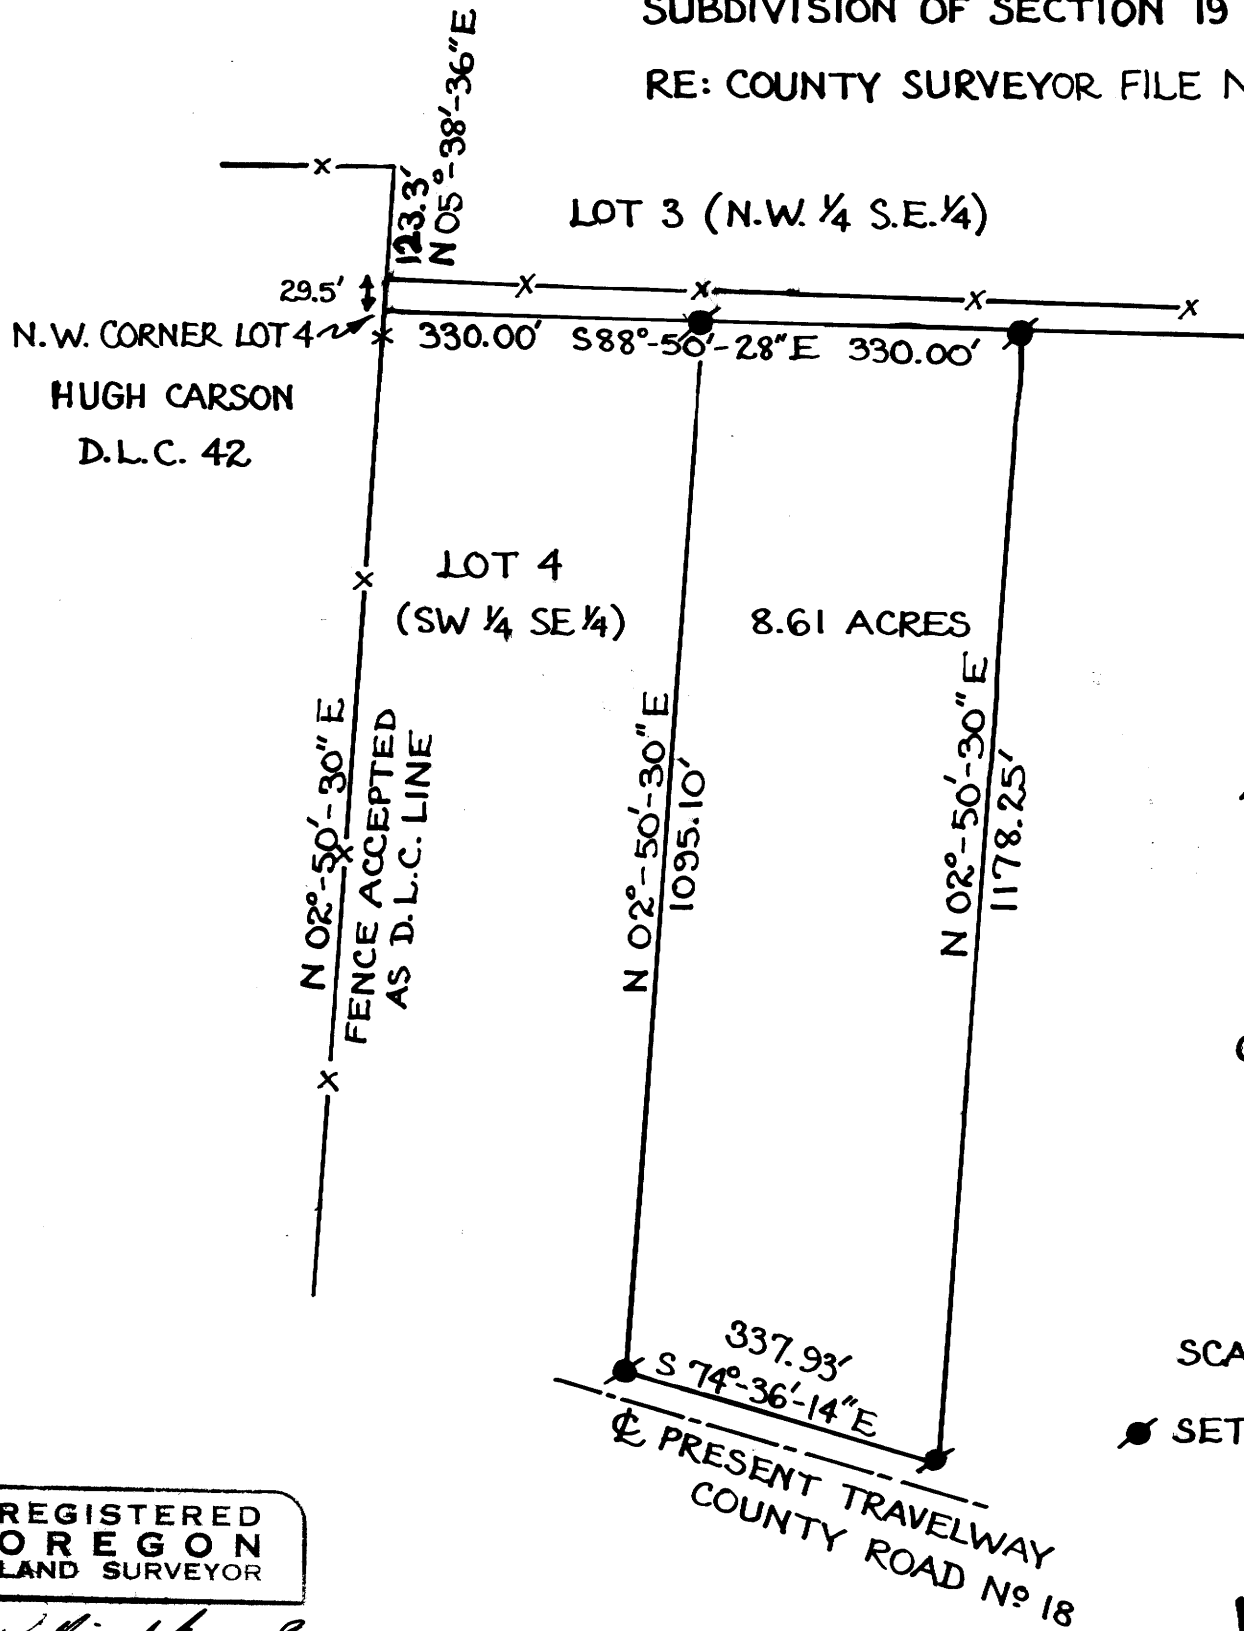 SUBDIVISION OF SECTION 19
RE: COUNTY SURVEYOR FILE
N 05°-38'-36" E
123.3'
LOT 3 (N.W. ¼ S.E. ¼)
29.5'
N.W. CORNER LOT 4
330.00' S 88°-50'-28" E 330.00'
HUGH CARSON
D.L.C. 42
LOT 4
(SW ¼ SE ¼)
8.61 ACRES
N 02°-50'-30" E
FENCE ACCEPTED
AS D.L.C. LINE
N 02°-50'-30" E
1095.10'
N 02°-50'-30" E
1178.25'
337.93'
S 74°-36'-14" E
℄ PRESENT TRAVELWAY
COUNTY ROAD Nº 18
SCA
SET
REGISTERED
OREGON
LAND SURVEYOR